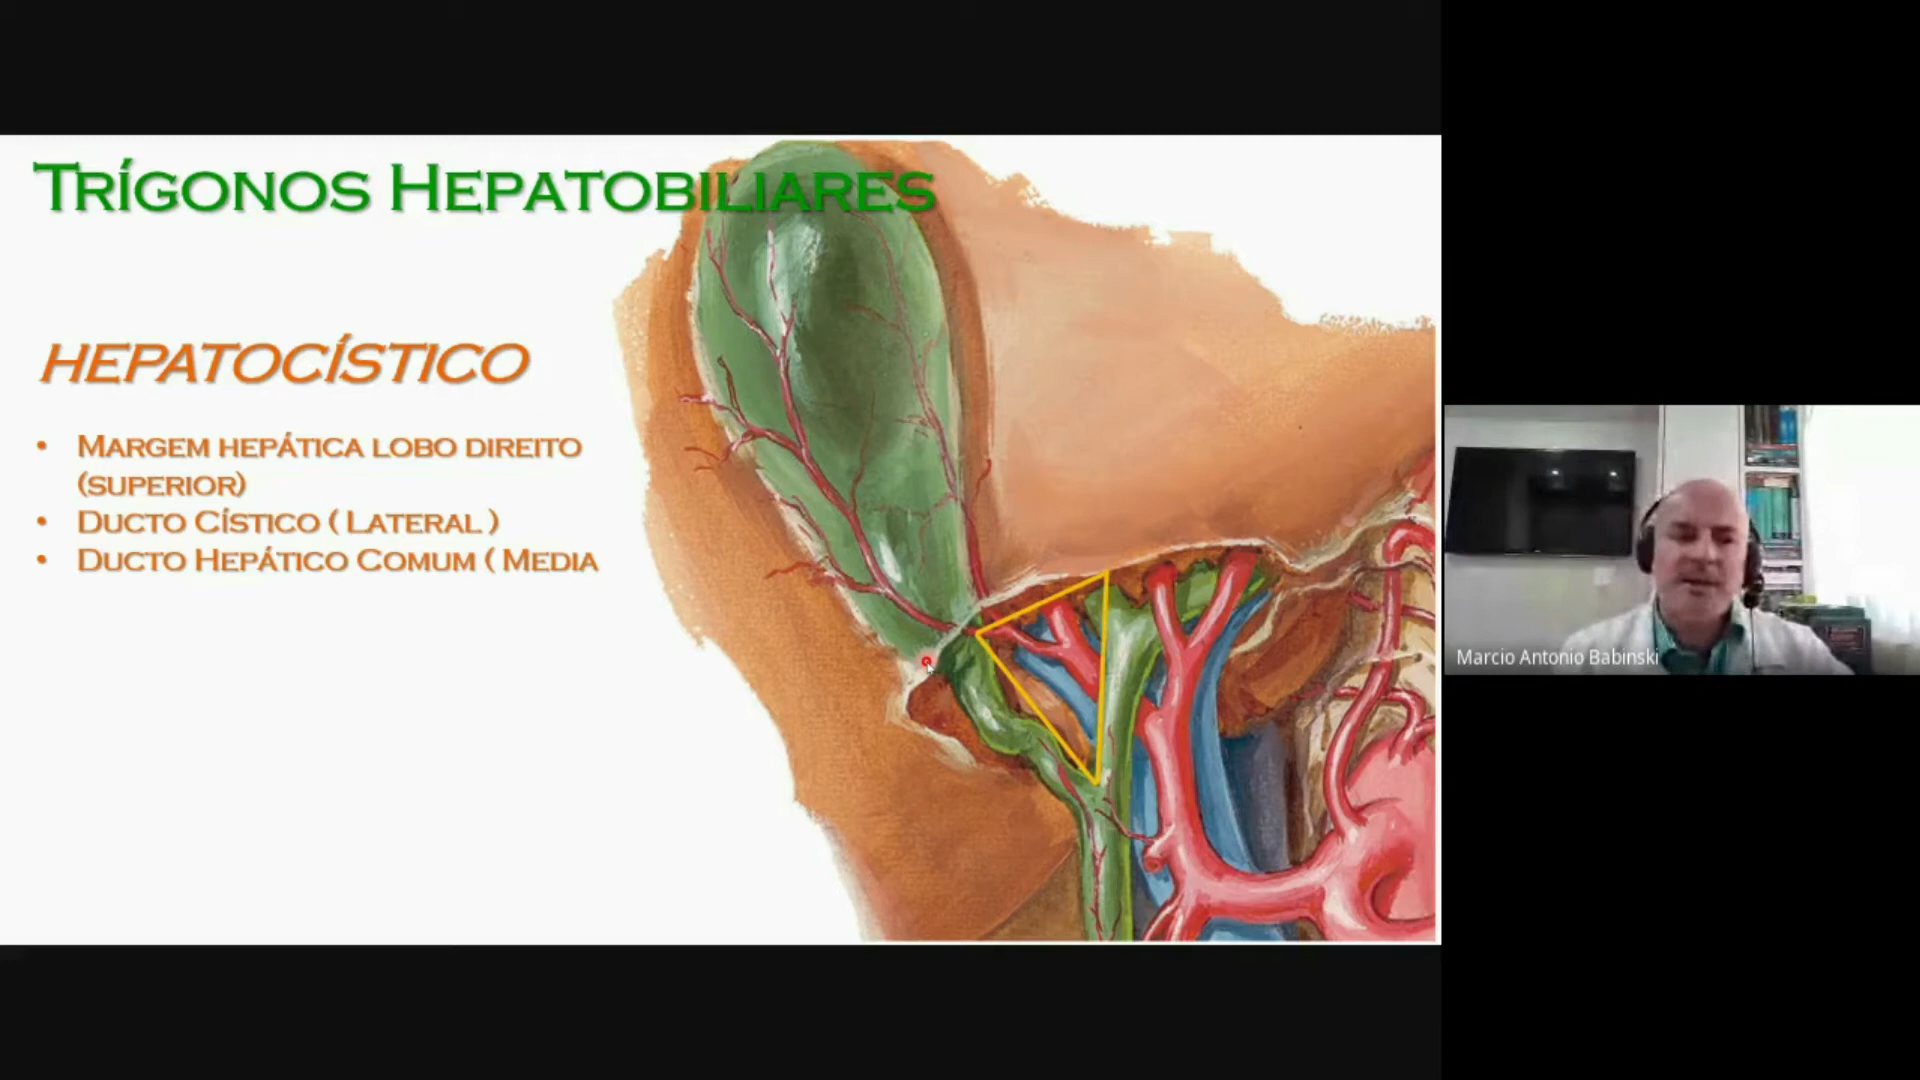 Trígonos Hepatobiliares
HEPATOCÍSTICO
• Margem hepática lobo direito
(superior)
• Ducto Cístico ( Lateral )
• Ducto Hepático Comum ( Media
Marcio Antonio Babinski